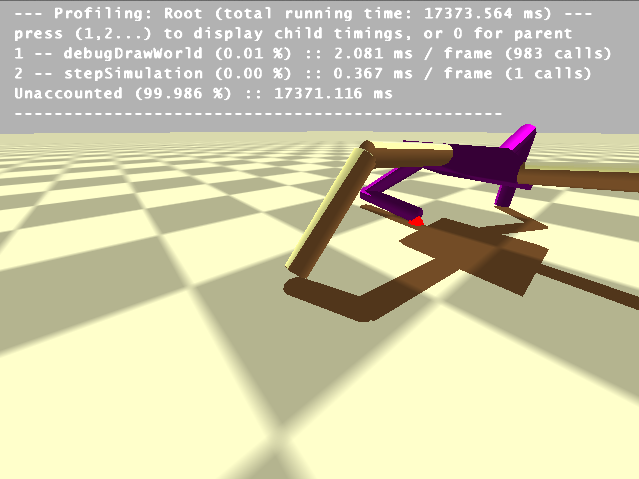 --- Profiling: Root (total running time: 17373.564 ms) ---
press (1,2...) to display child timings, or 0 for parent
1 -- debugDrawWorld (0.01 %) :: 2.081 ms / frame (983 calls)
2 -- stepSimulation (0.00 %) :: 0.367 ms / frame (1 calls)
Unaccounted (99.986 %) :: 17371.116 ms
-------------------------------------------------